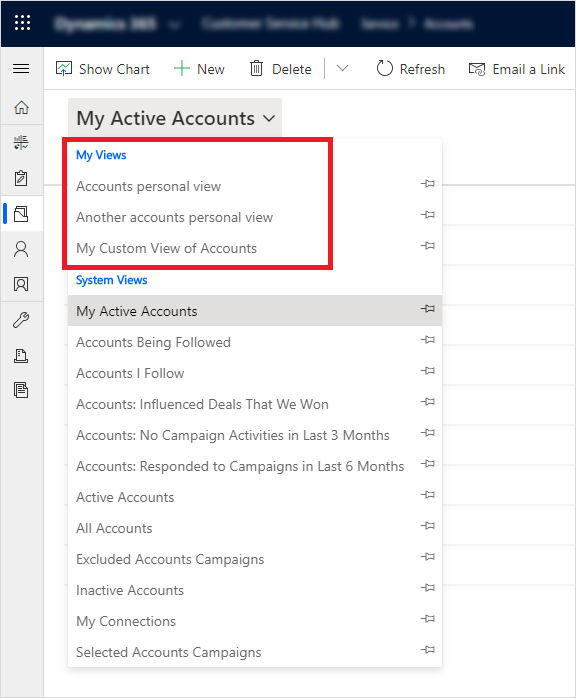 Dynamics 365 Customer Service Hub Service > Accounts
Show Chart New Delete Refresh Email a Link
My Active Accounts
My Views
Accounts personal view
Another accounts personal view
My Custom View of Accounts
System Views
My Active Accounts
Accounts Being Followed
Accounts I Follow
Accounts: Influenced Deals That We Won
Accounts: No Campaign Activities in Last 3 Months
Accounts: Responded to Campaigns in Last 6 Months
Active Accounts
All Accounts
Excluded Accounts Campaigns
Inactive Accounts
My Connections
Selected Accounts Campaigns